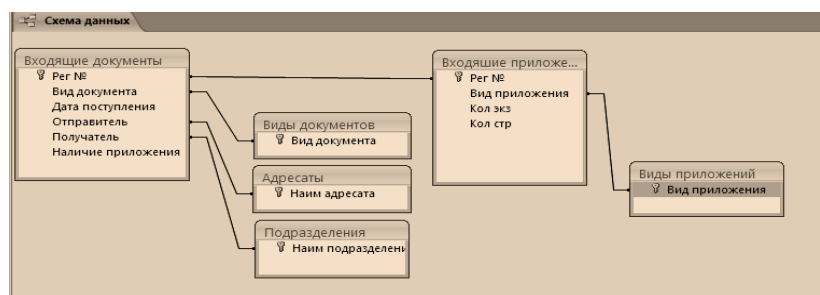 Схема данных
Входящие документы
Рег №
Вид документа
Дата поступления
Отправитель
Получатель
Наличие приложения
Виды документов
Вид документа
Адресаты
Наим адресата
Подразделения
Наим подразделени
Входяшие приложе...
Рег №
Вид приложения
Кол экз
Кол стр
Виды приложений
Вид приложения